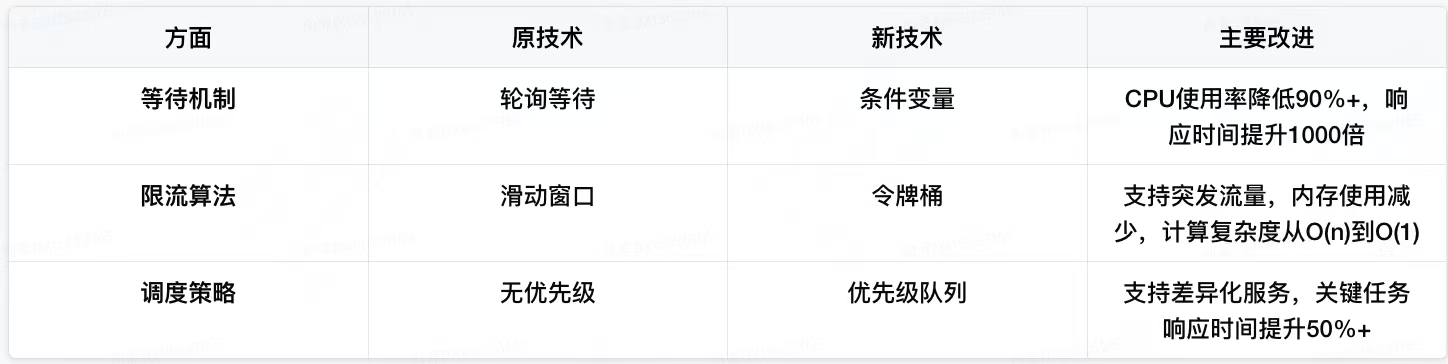 方面 原技术 新技术 主要改进
等待机制 轮询等待 条件变量 CPU使用率降低90%+，响
应时间提升1000倍
限流算法 滑动窗口 令牌桶 支持突发流量，内存使用减
少，计算复杂度从O(n)到O(1)
调度策略 无优先级 优先级队列 支持差异化服务，关键任务
响应时间提升50%+